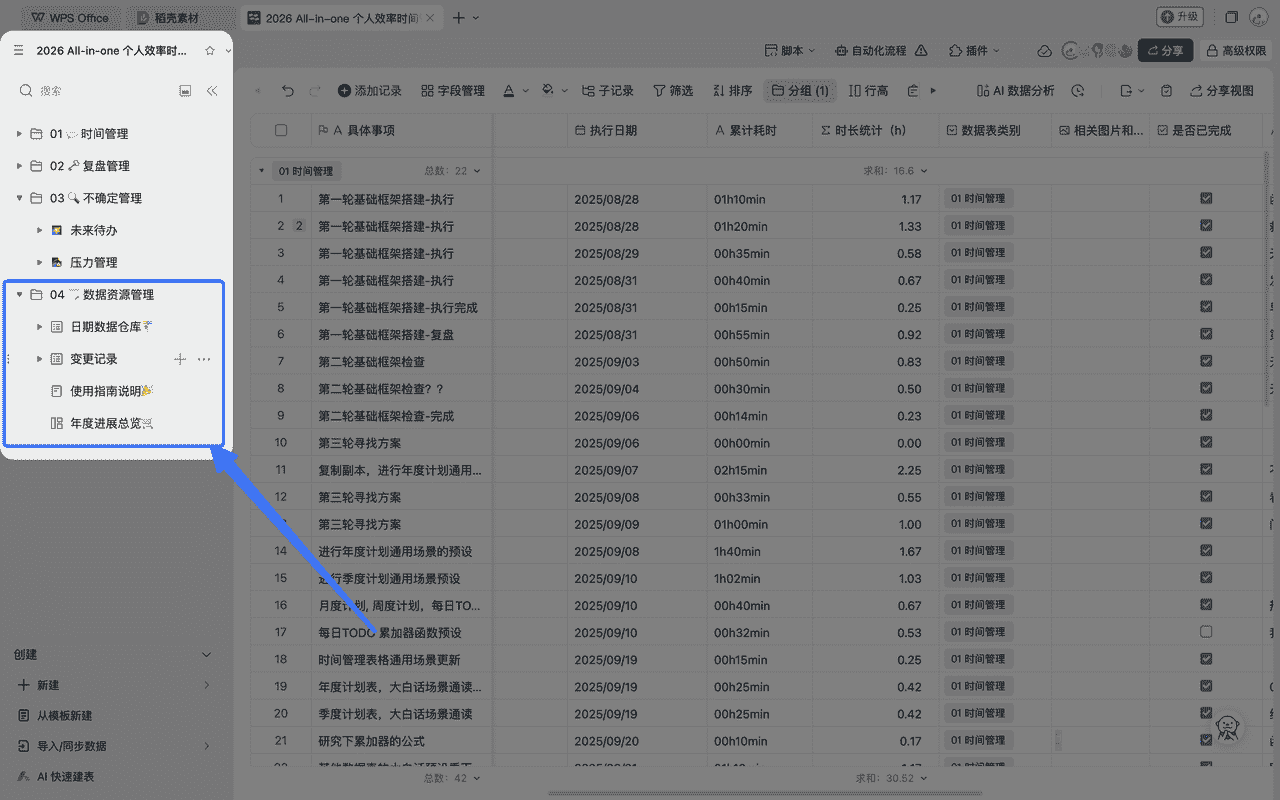 WPS Office
稻壳素材
2026 All-in-one 个人效率时间
升级
2026 All-in-one 个人效率时...
脚本
自动化流程
插件
分享
高级权限
搜索
添加记录
字段管理
子记录
筛选
排序
分组 (1)
行高
AI 数据分析
分享视图
01 时间管理
02 复盘管理
03 不确定管理
未来待办
压力管理
04 数据资源管理
日期数据仓库
变更记录
使用指南说明
年度进展总览
创建
新建
从模板新建
导入/同步数据
AI 快速建表
A 具体事项 执行日期 A 累计耗时 Σ 时长统计（h） 数据表类别 相关图片和... 是否已完成
01 时间管理 总数：22 求和：16.6
1 第一轮基础框架搭建-执行 2025/08/28 01h10min 1.17 01 时间管理
2 2 第一轮基础框架搭建-执行 2025/08/28 01h20min 1.33 01 时间管理
3 第一轮基础框架搭建-执行 2025/08/29 00h35min 0.58 01 时间管理
4 第一轮基础框架搭建-执行 2025/08/31 00h40min 0.67 01 时间管理
5 第一轮基础框架搭建-执行完成 2025/08/31 00h15min 0.25 01 时间管理
6 第一轮基础框架搭建-复盘 2025/08/31 00h55min 0.92 01 时间管理
7 第二轮基础框架检查 2025/09/03 00h50min 0.83 01 时间管理
8 第二轮基础框架检查？？ 2025/09/04 00h30min 0.50 01 时间管理
9 第二轮基础框架检查-完成 2025/09/06 00h14min 0.23 01 时间管理
10 第三轮寻找方案 2025/09/06 00h00min 0.00 01 时间管理
11 复制副本，进行年度计划通用... 2025/09/07 02h15min 2.25 01 时间管理
12 第三轮寻找方案 2025/09/08 00h33min 0.55 01 时间管理
第三轮寻找方案 2025/09/09 01h00min 1.00 01 时间管理
14 进行年度计划通用场景的预设 2025/09/08 1h40min 1.67 01 时间管理
15 进行季度计划通用场景预设 2025/09/10 1h02min 1.03 01 时间管理
16 月度计划, 周度计划，每日TO... 2025/09/10 00h40min 0.67 01 时间管理
17 每日TODO 累加器函数预设 2025/09/10 00h32min 0.53 01 时间管理
18 时间管理表格通用场景更新 2025/09/19 00h15min 0.25 01 时间管理
19 年度计划表，大白话场景通读... 2025/09/19 00h25min 0.42 01 时间管理
20 季度计划表，大白话场景通读 2025/09/19 00h25min 0.42 01 时间管理
21 研究下累加器的公式 2025/09/20 00h10min 0.17 01 时间管理
总数：42 求和：30.52